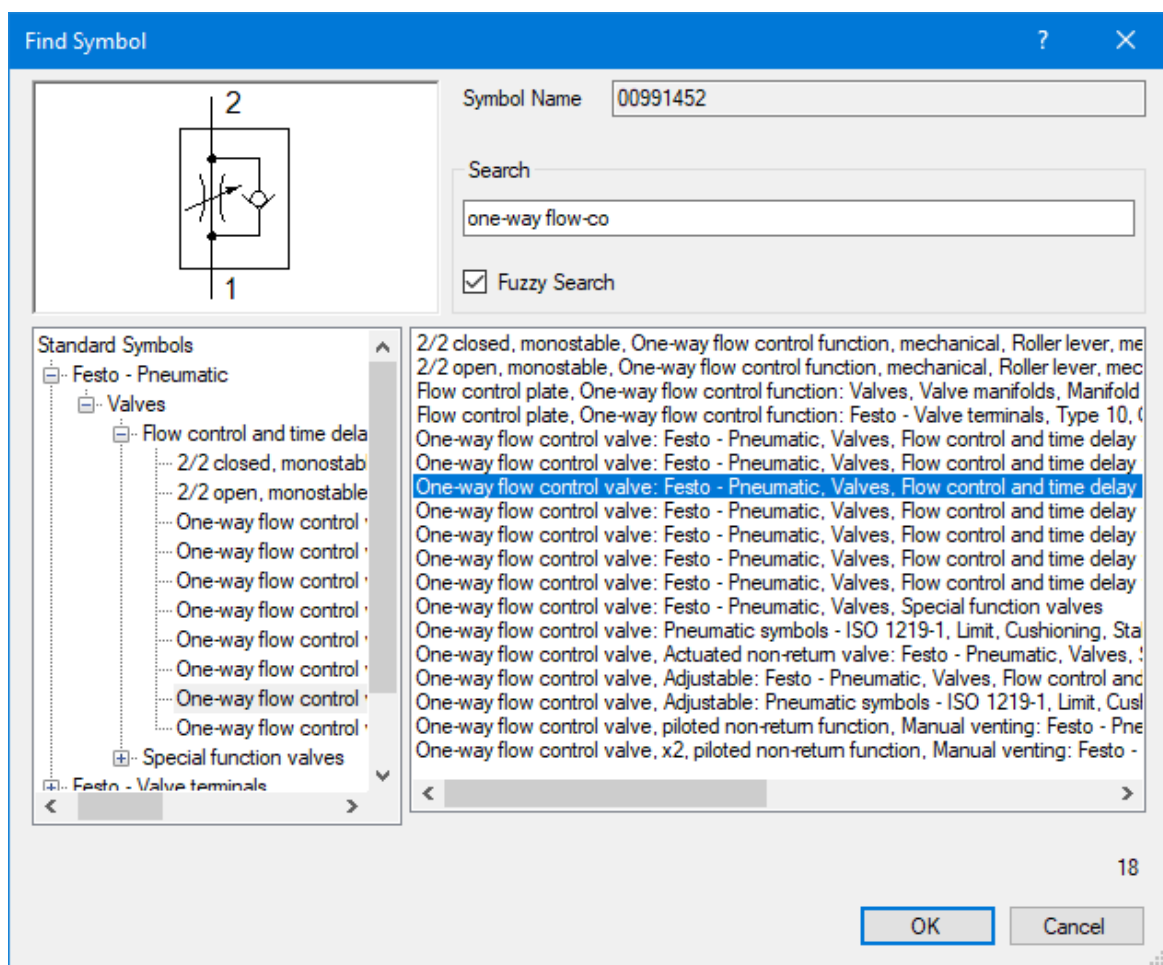 Find Symbol
?
2
1
Symbol Name 00991452
Search
one-way flow-co
Fuzzy Search
Standard Symbols
Festo - Pneumatic
Valves
Flow control and time dela
2/2 closed, monostab
2/2 open, monostable
One-way flow control
One-way flow control
One-way flow control
One-way flow control
One-way flow control
One-way flow control
One-way flow control
One-way flow control
Special function valves
Festo - Valve terminals
2/2 closed, monostable, One-way flow control function, mechanical, Roller lever, me
2/2 open, monostable, One-way flow control function, mechanical, Roller lever, mec
Flow control plate, One-way flow control function: Valves, Valve manifolds, Manifold
Flow control plate, One-way flow control function: Festo - Valve terminals, Type 10, (
One-way flow control valve: Festo - Pneumatic, Valves, Flow control and time delay
One-way flow control valve: Festo - Pneumatic, Valves, Flow control and time delay
One-way flow control valve: Festo - Pneumatic, Valves, Flow control and time delay
One-way flow control valve: Festo - Pneumatic, Valves, Flow control and time delay
One-way flow control valve: Festo - Pneumatic, Valves, Flow control and time delay
One-way flow control valve: Festo - Pneumatic, Valves, Flow control and time delay
One-way flow control valve: Festo - Pneumatic, Valves, Flow control and time delay
One-way flow control valve: Festo - Pneumatic, Valves, Special function valves
One-way flow control valve: Pneumatic symbols - ISO 1219-1, Limit, Cushioning, Sta
One-way flow control valve, Actuated non-return valve: Festo - Pneumatic, Valves,
One-way flow control valve, Adjustable: Festo - Pneumatic, Valves, Flow control and
One-way flow control valve, Adjustable: Pneumatic symbols - ISO 1219-1, Limit, Cus
One-way flow control valve, piloted non-return function, Manual venting: Festo - Pne
One-way flow control valve, x2, piloted non-return function, Manual venting: Festo -
18
OK
Cancel